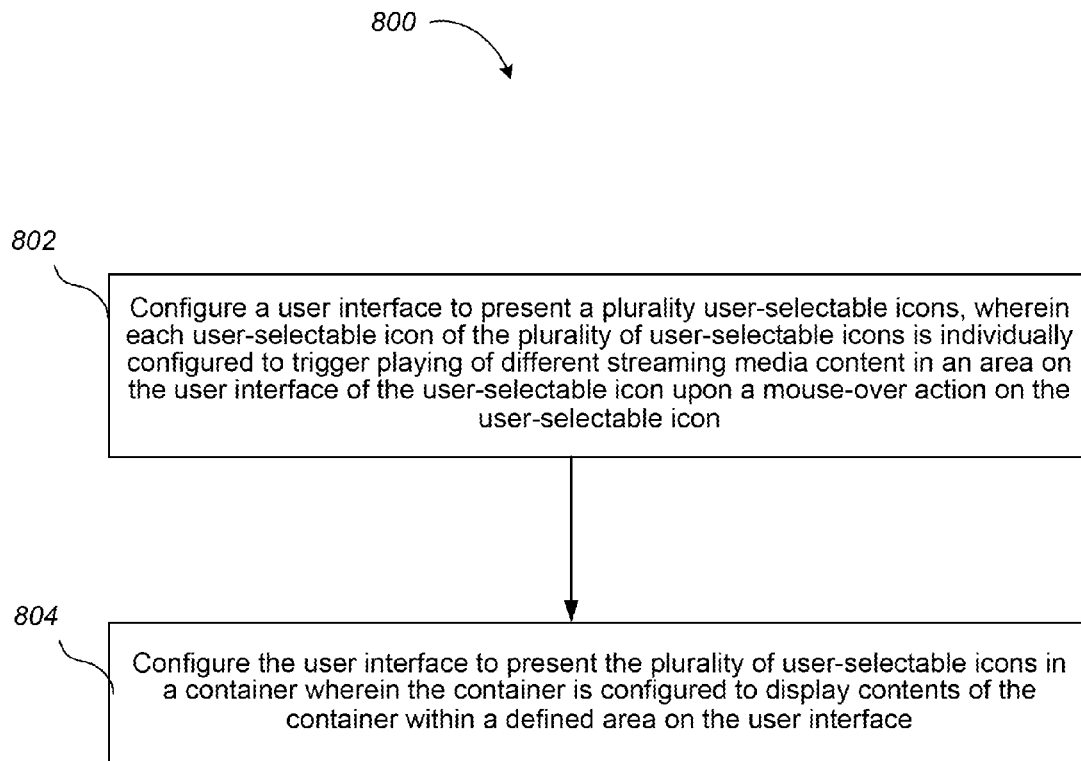 800
802
Configure a user interface to present a plurality user-selectable icons, wherein
each user-selectable icon of the plurality of user-selectable icons is individually
configured to trigger playing of different streaming media content in an area on
the user interface of the user-selectable icon upon a mouse-over action on the
user-selectable icon
804
Configure the user interface to present the plurality of user-selectable icons in
a container wherein the container is configured to display contents of the
container within a defined area on the user interface